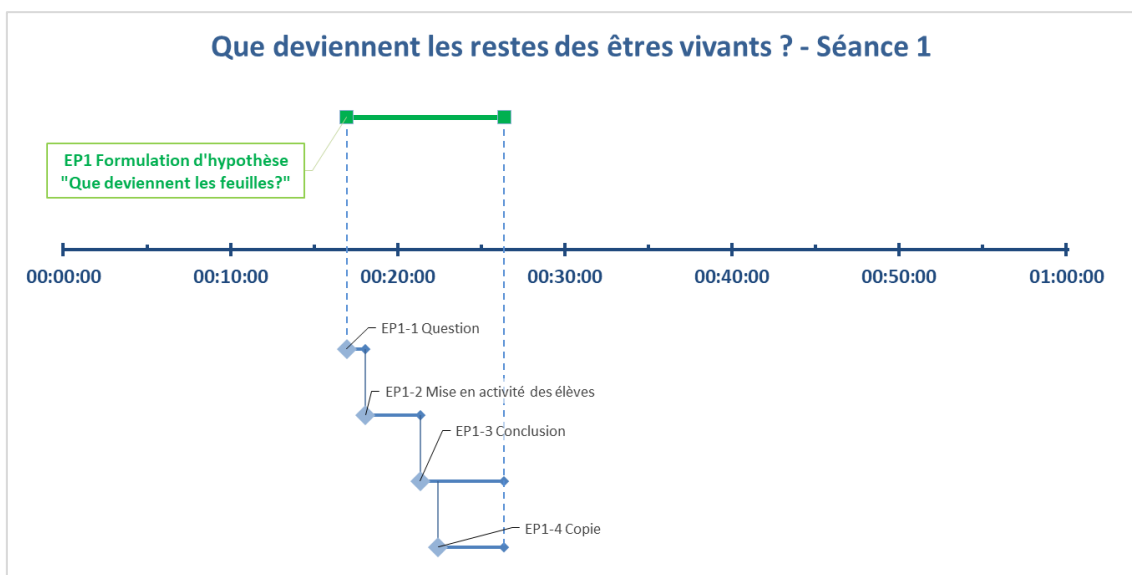 Que deviennent les restes des êtres vivants ? - Séance 1
EP1 Formulation d'hypothèse
"Que deviennent les feuilles?"
00:00:00 00:10:00 00:20:00 00:30:00 00:40:00 00:50:00 01:00:00
EP1-1 Question
EP1-2 Mise en activité des élèves
EP1-3 Conclusion
EP1-4 Copie